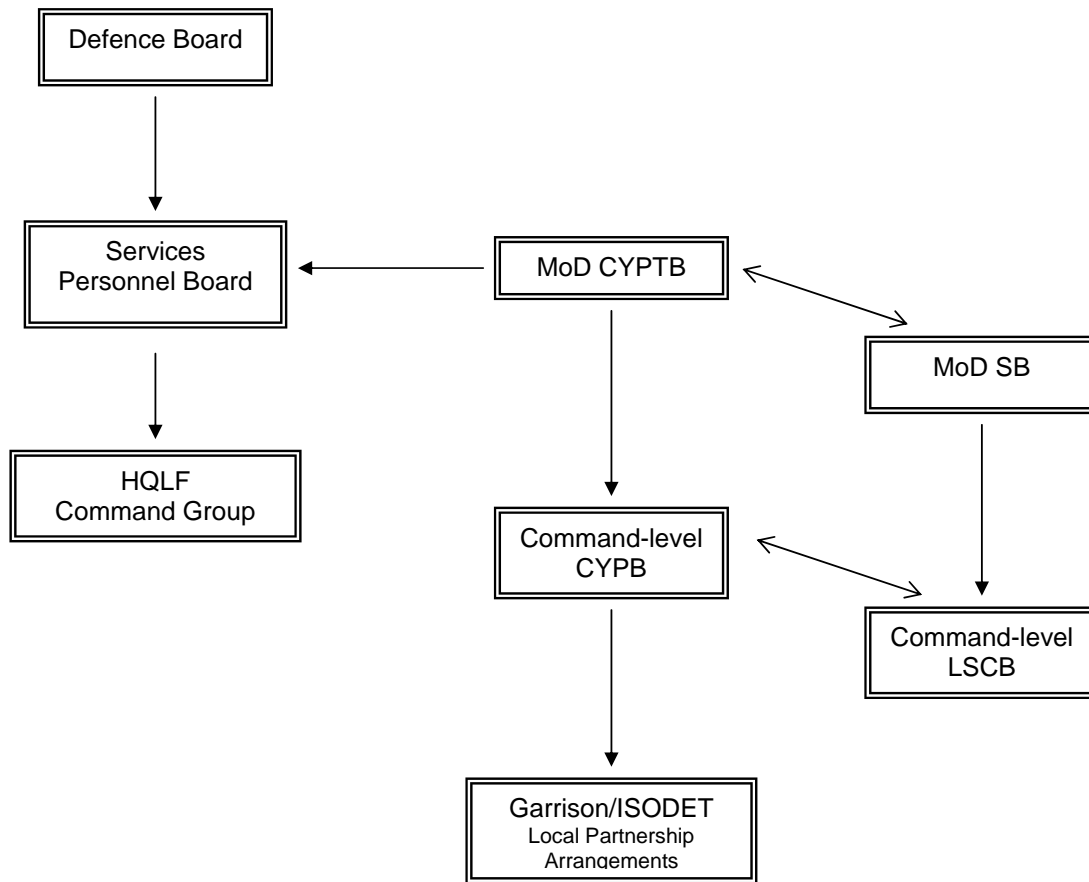 Defence Board
Services
Personnel Board
MoD CYPTB
MoD SB
HQLF
Command Group
Command-level
CYPB
Command-level
LSCB
Garrison/ISODET
Local Partnership
Arrangements